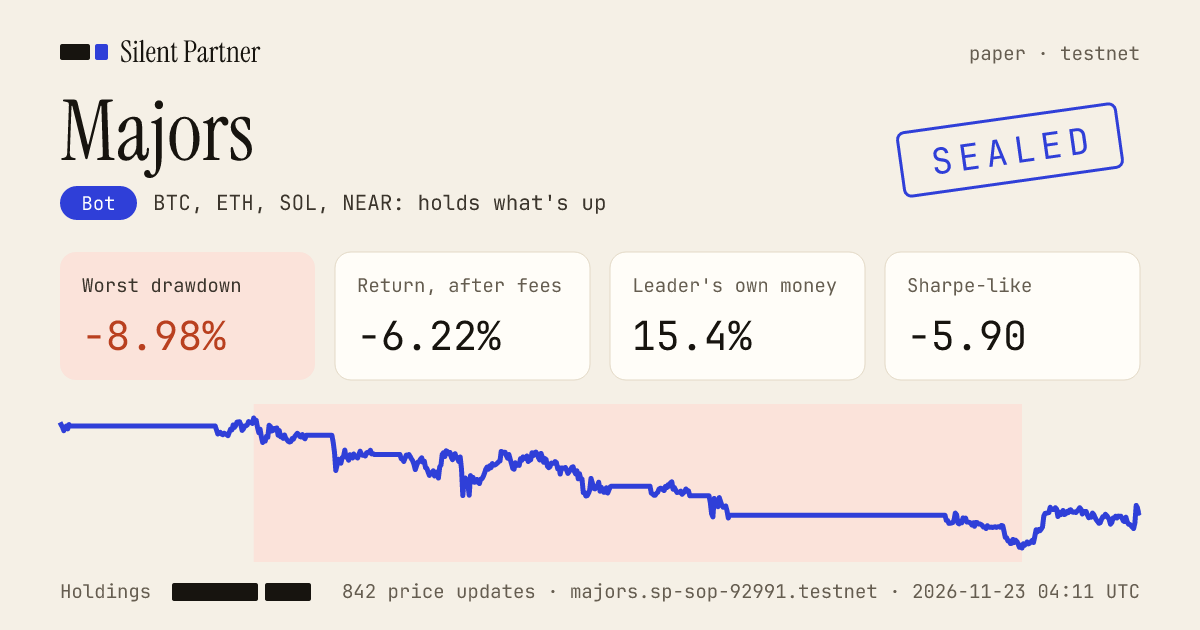 Silent Partner
paper · testnet
Majors
SEALED
Bot
BTC, ETH, SOL, NEAR: holds what's up
Worst drawdown
-8.98%
Return, after fees
-6.22%
Leader's own money
15.4%
Sharpe-like
-5.90
Holdings
842 price updates · majors.sp-sop-92991.testnet · 2026-11-23 04:11 UTC